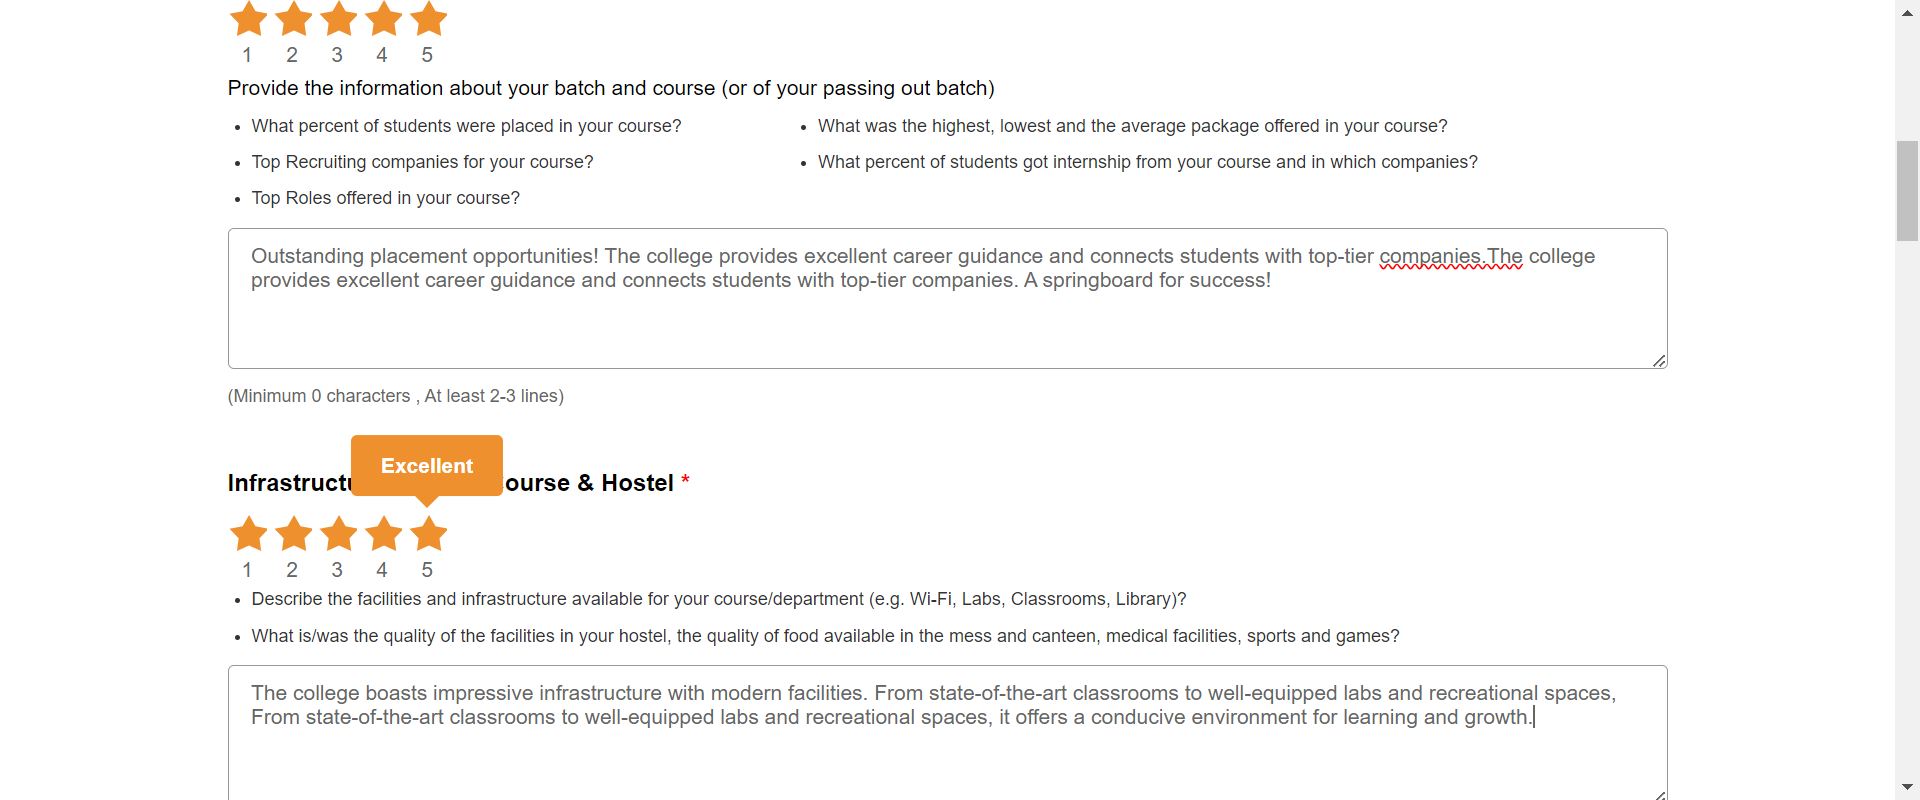 1 2 3 4 5
Provide the information about your batch and course (or of your passing out batch)
• What percent of students were placed in your course?
• What was the highest, lowest and the average package offered in your course?
• Top Recruiting companies for your course?
• What percent of students got internship from your course and in which companies?
• Top Roles offered in your course?
Outstanding placement opportunities! The college provides excellent career guidance and connects students with top-tier companies.The college
provides excellent career guidance and connects students with top-tier companies. A springboard for success!
(Minimum 0 characters , At least 2-3 lines)
Excellent
ourse & Hostel *
1 2 3 4 5
• Describe the facilities and infrastructure available for your course/department (e.g. Wi-Fi, Labs, Classrooms, Library)?
• What is/was the quality of the facilities in your hostel, the quality of food available in the mess and canteen, medical facilities, sports and games?
The college boasts impressive infrastructure with modern facilities. From state-of-the-art classrooms to well-equipped labs and recreational spaces,
From state-of-the-art classrooms to well-equipped labs and recreational spaces, it offers a conducive environment for learning and growth.